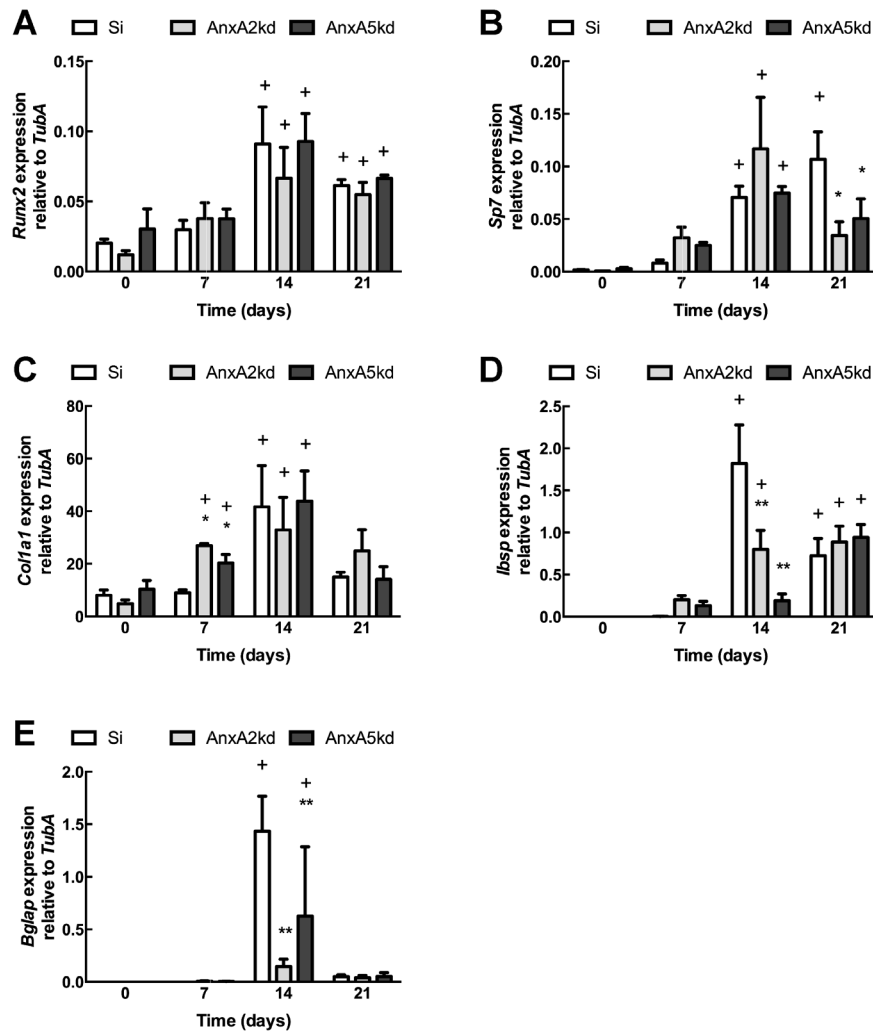 A
Si AnxA2kd AnxA5kd
Runx2 expression
relative to TubA
0.15
+
+
+
0.10
+
+
+
0.05
0.00
0 7 14 21
Time (days)
B
Si AnxA2kd AnxA5kd
Sp7 expression
relative to TubA
0.20
+
+
0.15
+
+
*
0.10
*
0.05
0.00
0 7 14 21
Time (days)
C
Si AnxA2kd AnxA5kd
Col1a1 expression
relative to TubA
80
+
+
+
60
+
+
*
*
40
20
0
0 7 14 21
Time (days)
D
Si AnxA2kd AnxA5kd
Ibsp expression
relative to TubA
2.5
+
2.0
+
**
1.5
**
+
+
+
1.0
0.5
0.0
0 7 14 21
Time (days)
E
Si AnxA2kd AnxA5kd
Bglap expression
relative to TubA
+
2.0
+
**
1.5
**
1.0
0.5
0.0
0 7 14 21
Time (days)